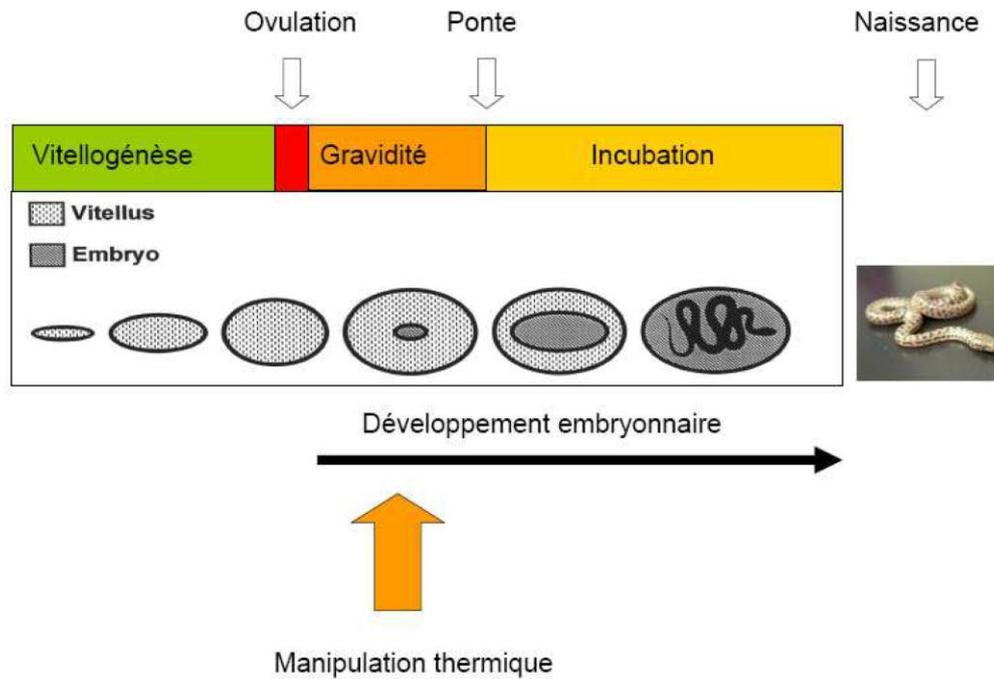 Ovulation Ponte Naissance
Vitellogénèse Gravidité Incubation
Vitellus
Embryo
Développement embryonnaire
Manipulation thermique